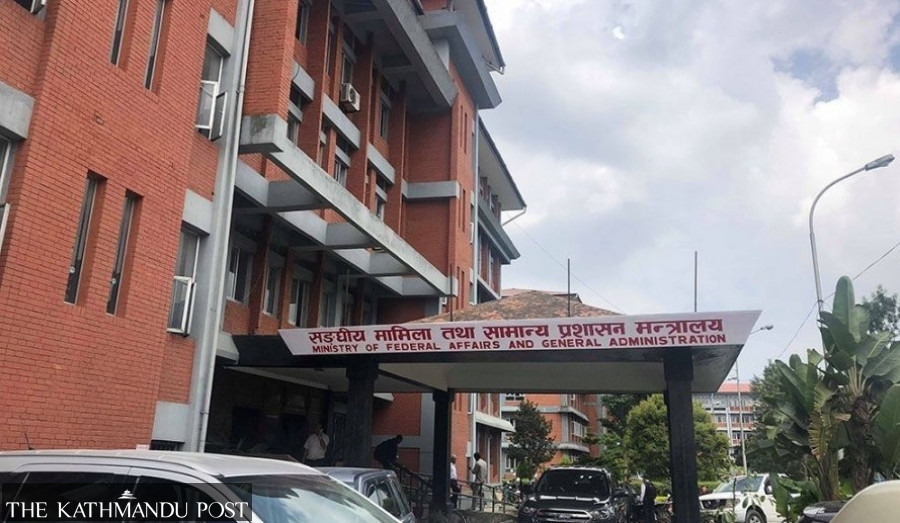 सङ्घीय मामिला तथा सामान्य प्रशासन मन्त्रालय
MINISTRY OF FEDERAL AFFAIRS AND GENERAL ADMINISTRATION
THE KATHMANDU POST